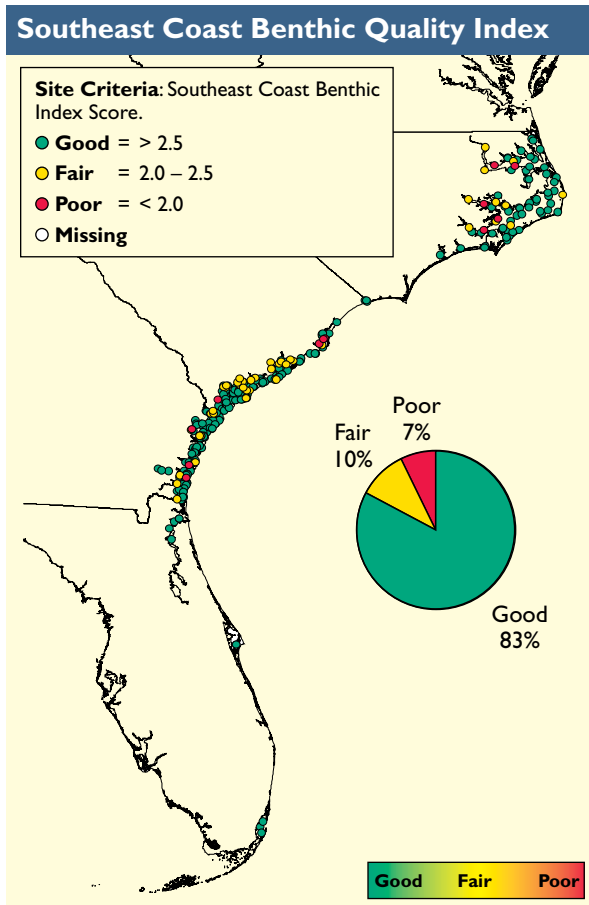 Southeast Coast Benthic Quality Index
Site Criteria: Southeast Coast Benthic
Index Score.
Good = > 2.5
Fair = 2.0 – 2.5
Poor = < 2.0
Missing
Poor
7%
Fair
10%
Good
83%
Good Fair Poor